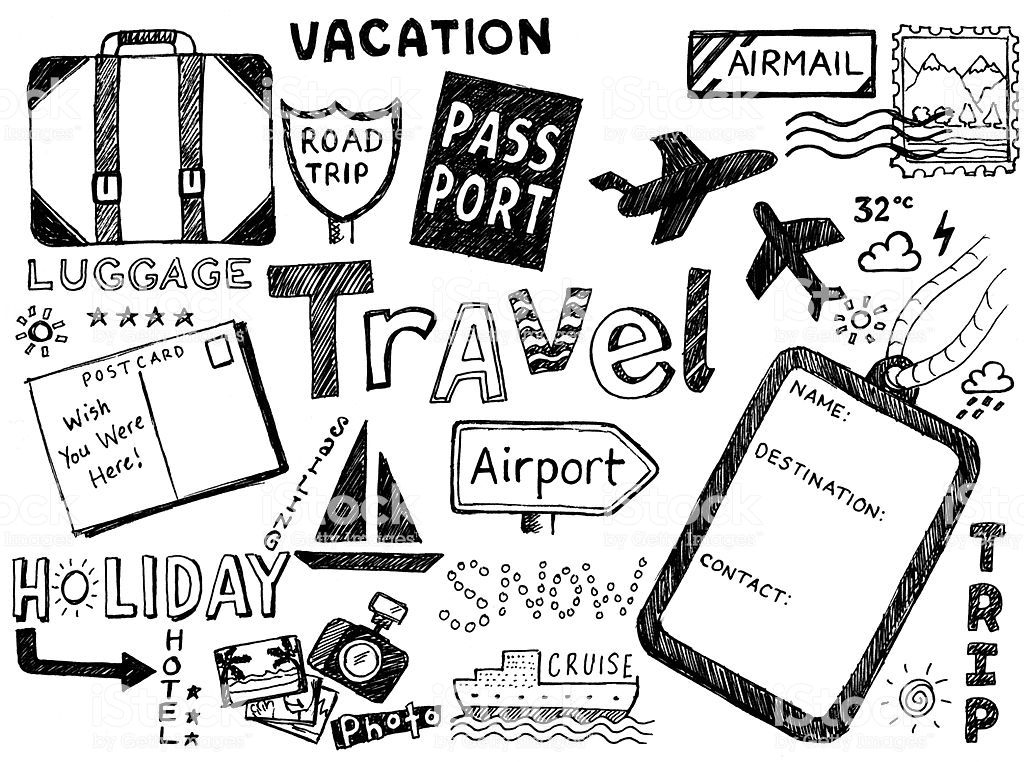 VACATION
AIRMAIL
ROAD
TRIP
PASS
PORT
32°C
LUGGAGE
TRAVEL
POSTCARD
Wish
You Were
Here!
Airport
NAME:
DESTINATION:
CONTACT:
HOLIDAY
SNOW
TRIP
HOTEL
CRUISE
Photo
iStock
by Getty Images™